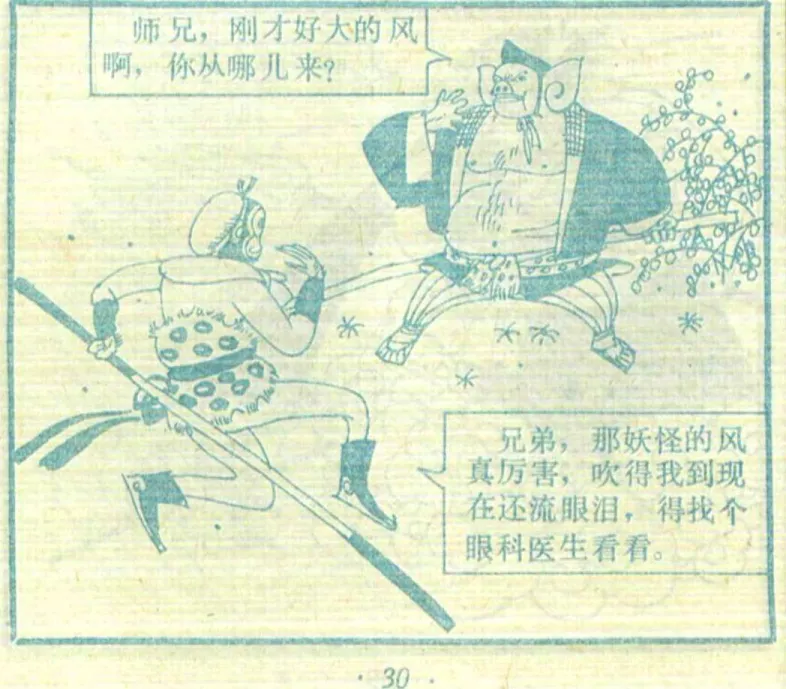 师兄，刚才好大的风
啊，你从哪儿来？
兄弟，那妖怪的风
真厉害，吹得我到现
在还流眼泪，得找个
眼科医生看看。
· 30 ·